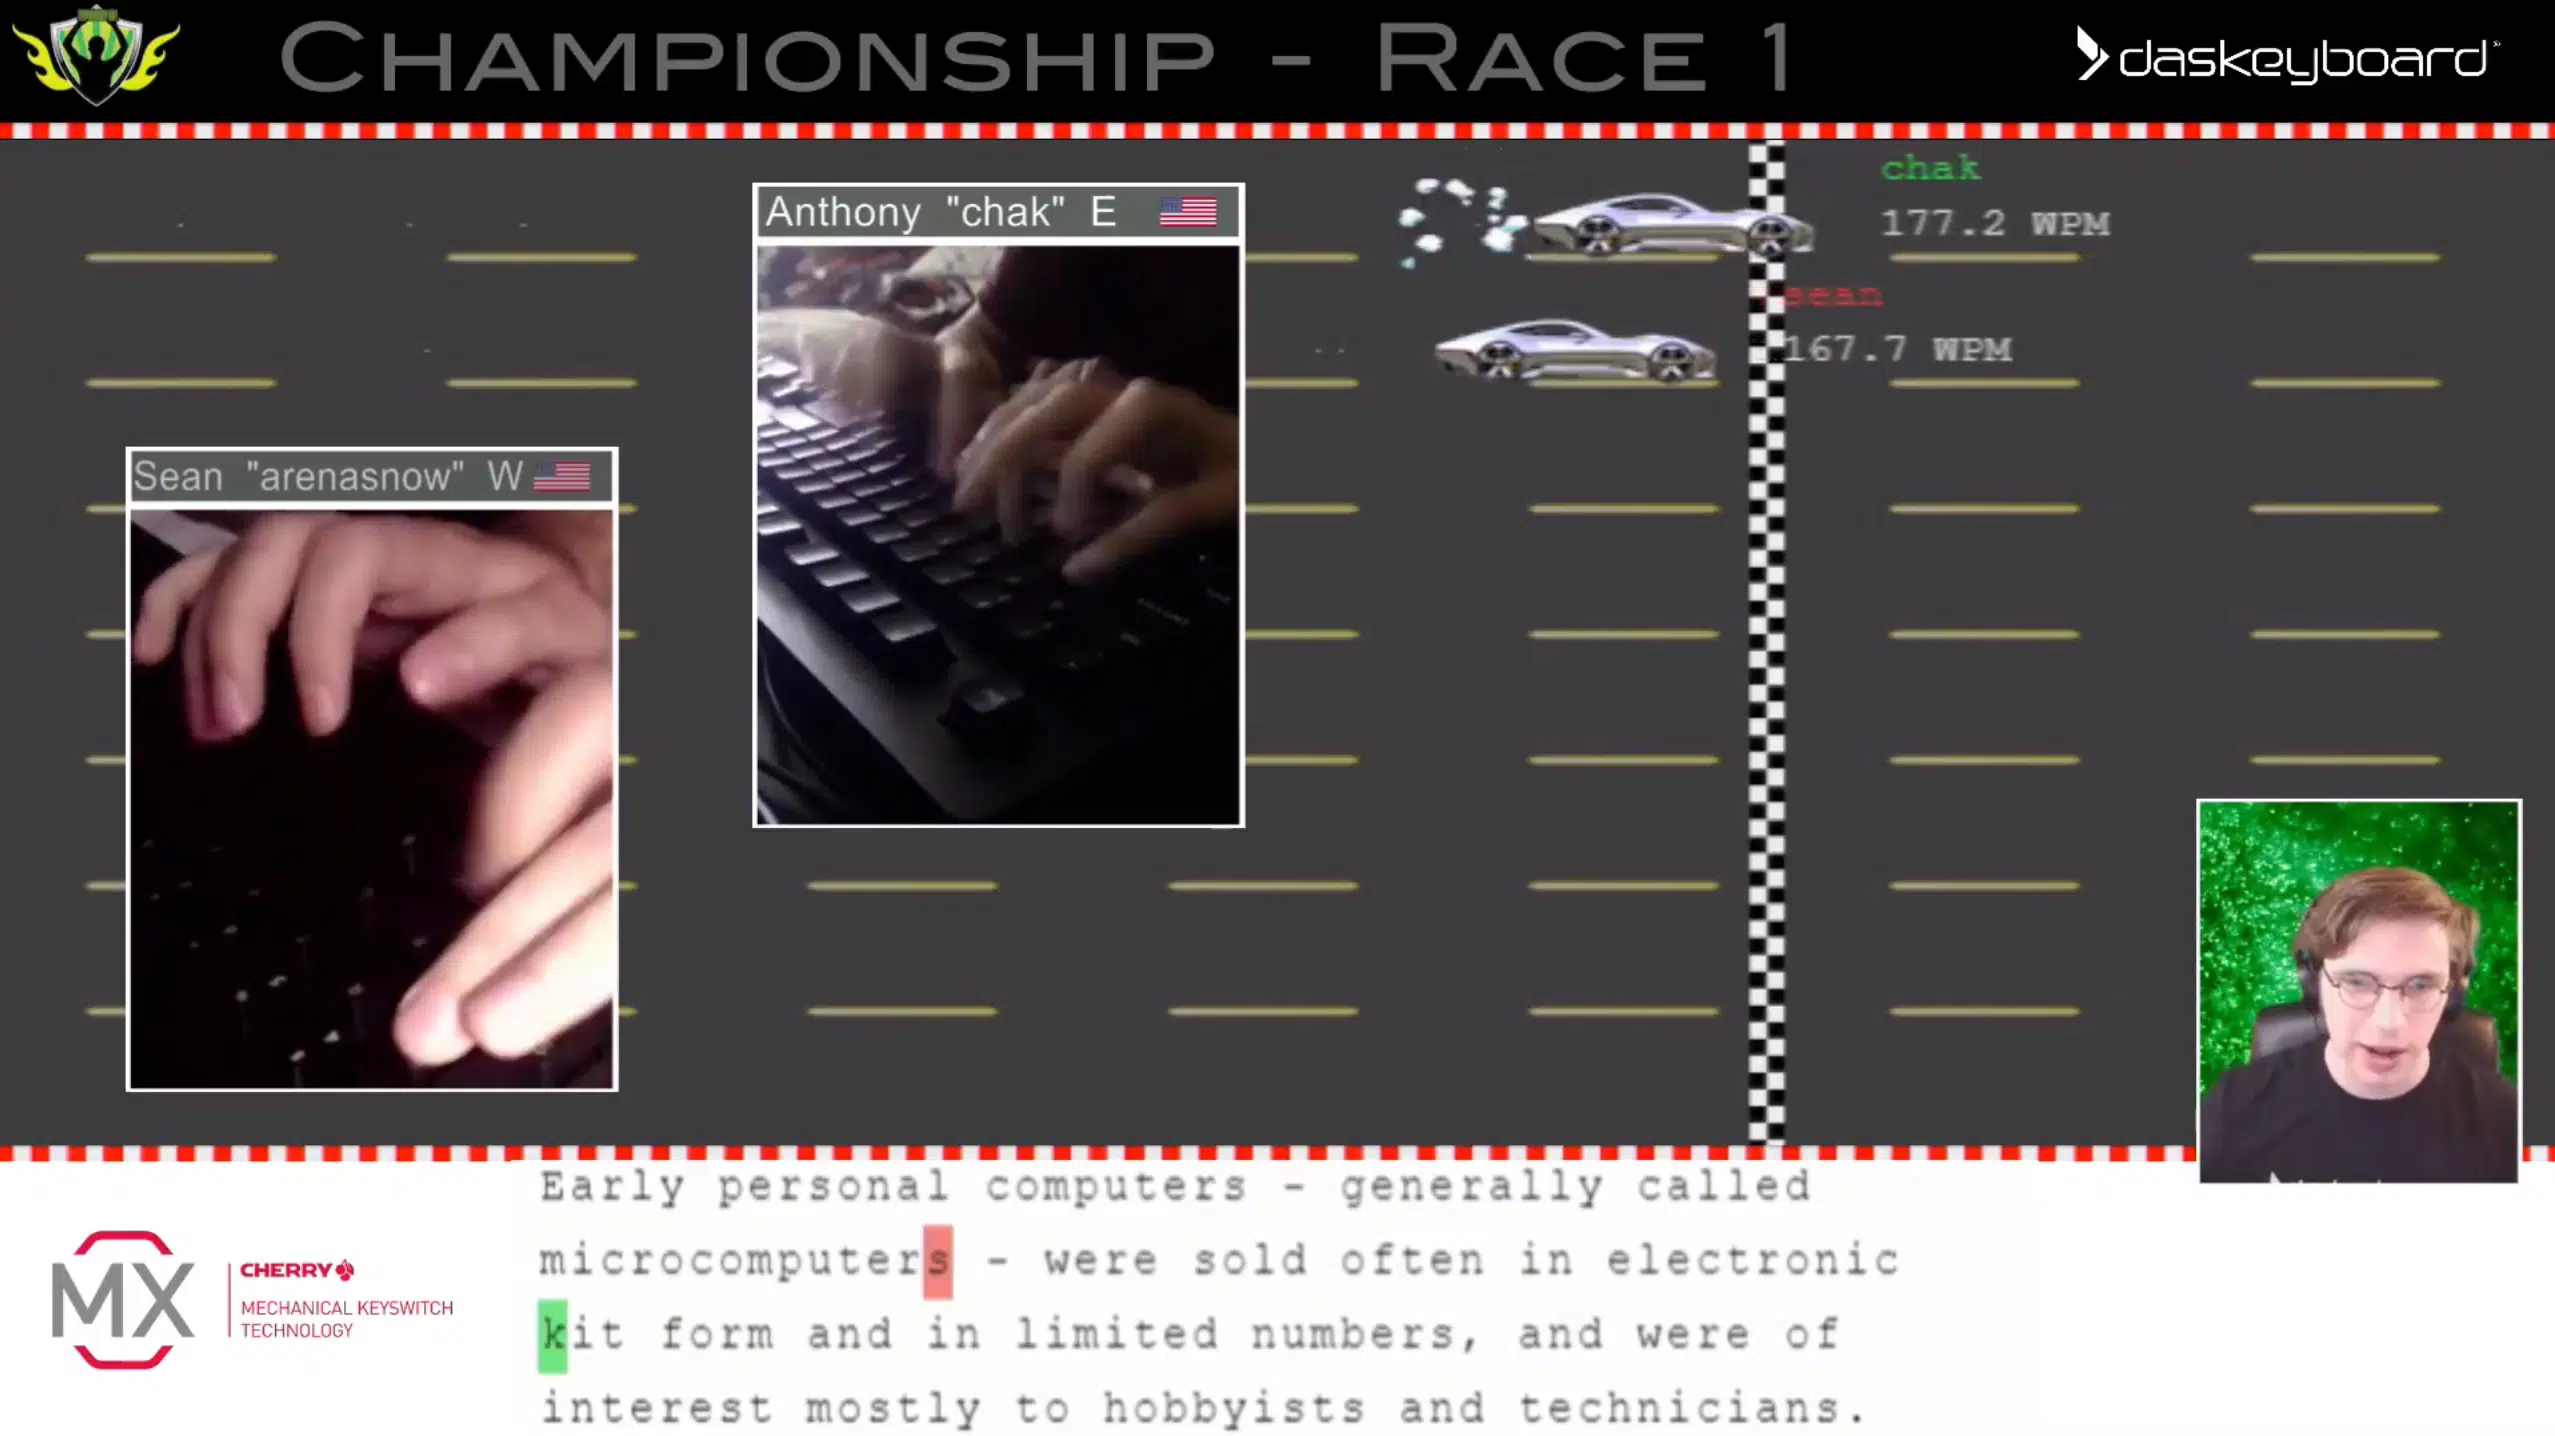 CHAMPIONSHIP - RACE 1
daskeyboard
chak
177.2 WPM
Anthony "chak" E
sean
167.7 WPM
Sean "arenasnow" W
Early personal computers - generally called
microcomputers - were sold often in electronic
kit form and in limited numbers, and were of
interest mostly to hobbyists and technicians.
MX
CHERRY
MECHANICAL KEYSWITCH
TECHNOLOGY